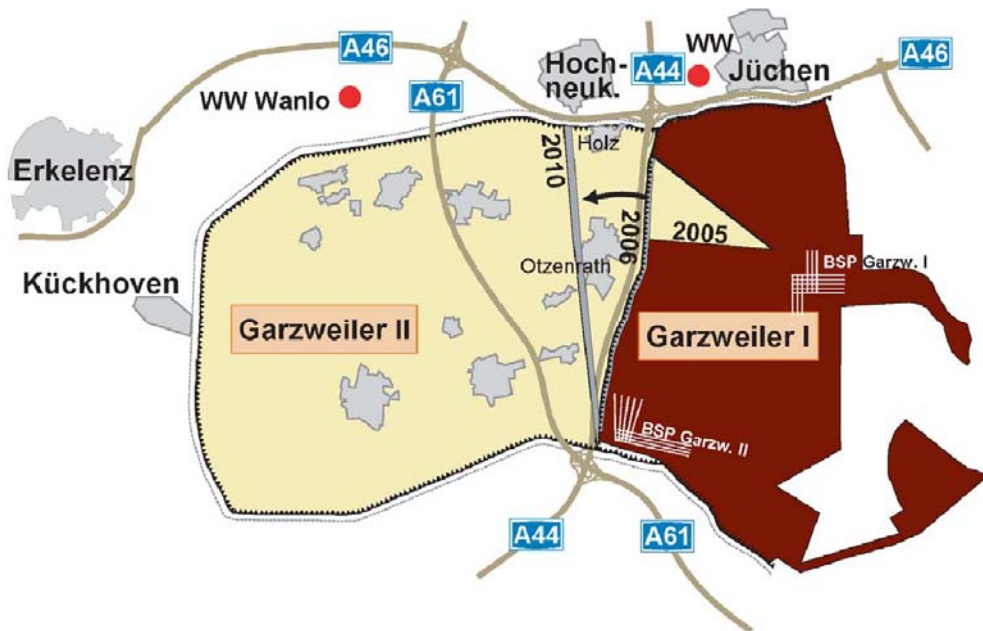 A46
WW Wanlo
A61
Hoch-
neuk.
A44
WW
Jüchen
A46
Erkelenz
Holz
2010
2006
2005
Otzenrath
BSP Garzw. I
Kückhoven
Garzweiler II
Garzweiler I
BSP Garzw. II
A44
A61